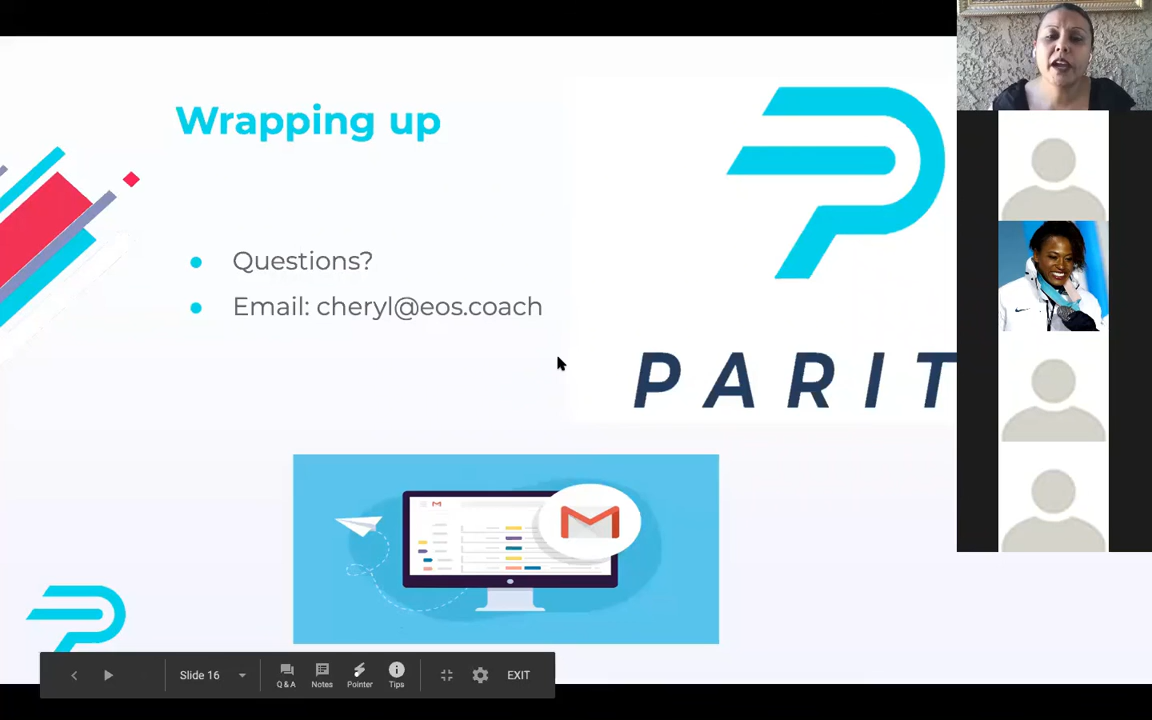 Wrapping up
Questions?
Email: cheryl@eos.coach
PARIT
Slide 16
Q & A
Notes
Pointer
Tips
EXIT